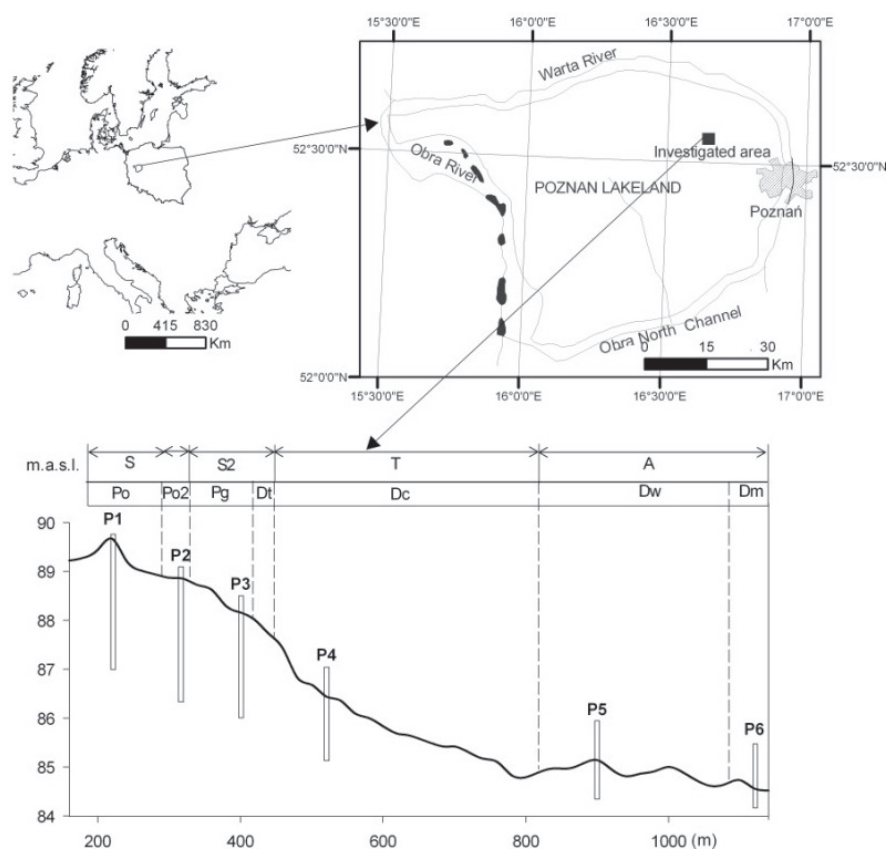 15°30'0"E 16°0'0"E 16°30'0"E 17°0'0"E
Warta River
52°30'0"N
Obra River
Investigated area
52°30'0"N
POZNAN LAKELAND
Poznań
0 415 830
Km
Obra North Channel
0 15 30
Km
52°0'0"N
15°30'0"E 16°0'0"E 16°30'0"E 17°0'0"E
m.a.s.l. S S2 T A
Po Po2 Pg Dt Dc Dw Dm
90
P1
P2
89
P3
88
P4
87
P5
86
P6
85
84
200 400 600 800 1000 (m)